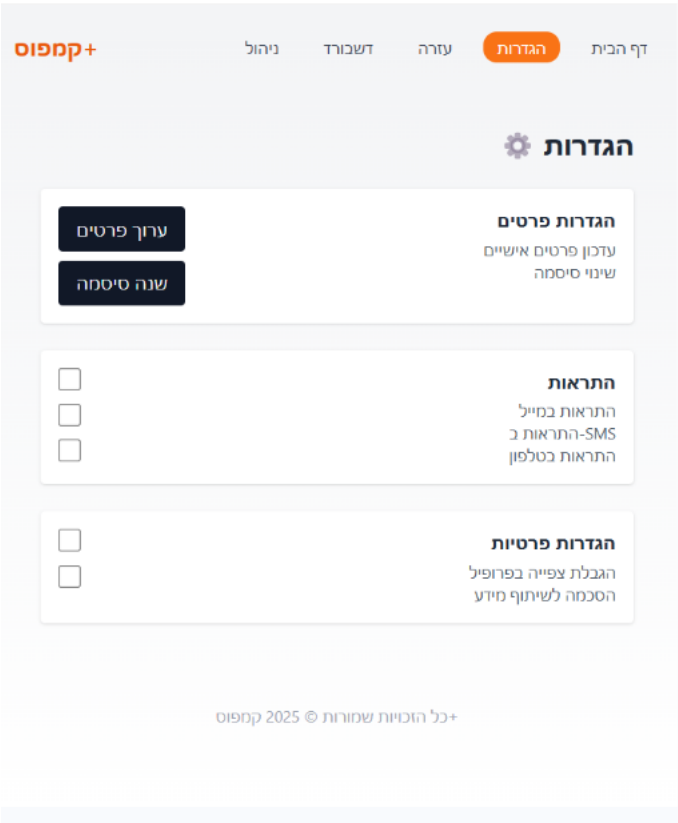 דף הבית
הגדרות
עזרה
דשבורד
ניהול
קמפוס+
הגדרות
הגדרות פרטים
עדכון פרטים אישיים
שינוי סיסמה
ערוך פרטים
שנה סיסמה
התראות
התראות במייל
SMS-התראות ב
התראות בטלפון
הגדרות פרטיות
הגבלת צפייה בפרופיל
הסכמה לשיתוף מידע
+כל הזכויות שמורות © 2025 קמפוס